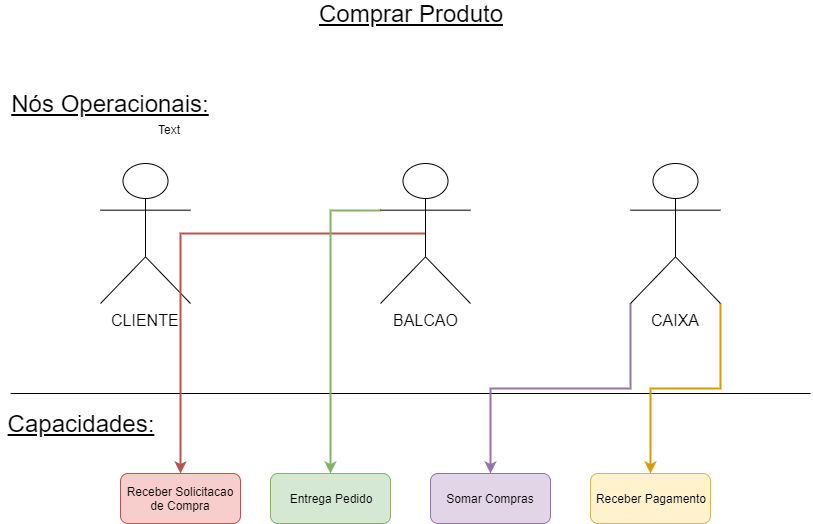 Comprar Produto
Nós Operacionais:
Text
CLIENTE
BALCAO
CAIXA
Capacidades:
Receber Solicitacao
de Compra
Entrega Pedido
Somar Compras
Receber Pagamento